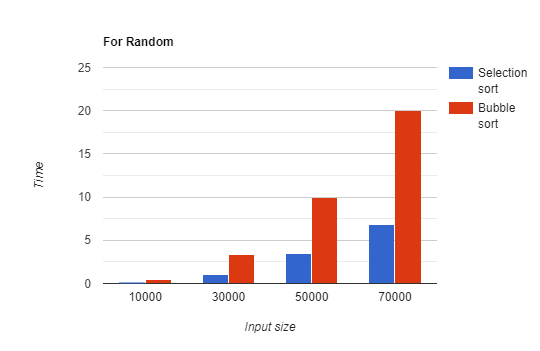 For Random
25
20
15
10
5
0
Time
10000
30000
50000
70000
Input size
Selection
sort
Bubble
sort